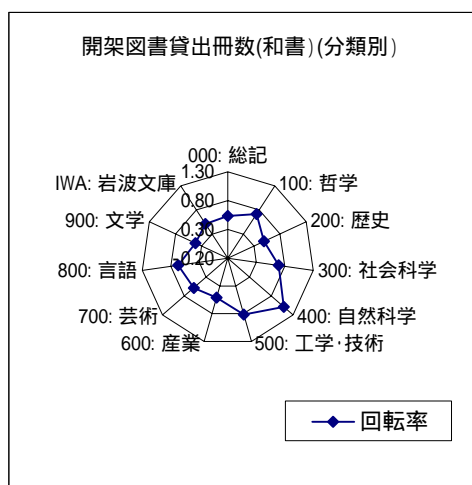 開架図書貸出冊数(和書)(分類別)
000: 総記
1.30
IWA: 岩波文庫
100: 哲学
0.80
900: 文学
200: 歴史
0.30
-0.20
800: 言語
300: 社会科学
700: 芸術
400: 自然科学
600: 産業
500: 工学･技術
回転率